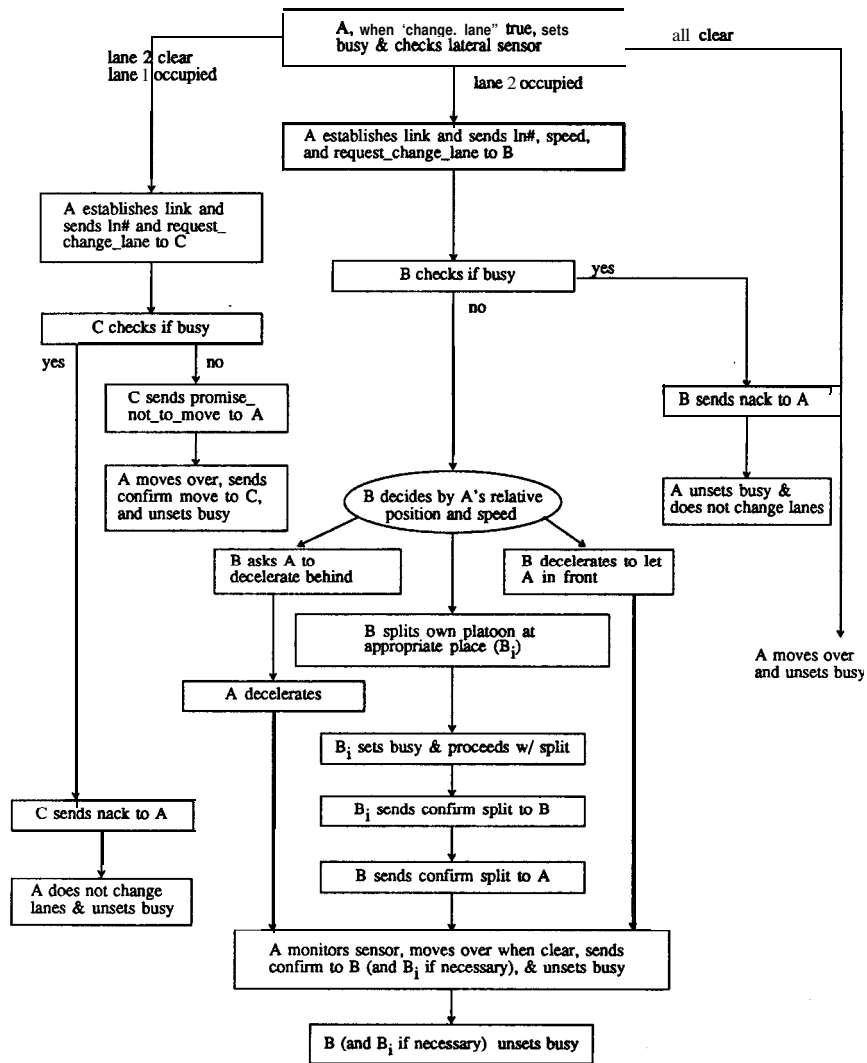 A, when 'change. lane" true, sets
busy & checks lateral sensor
all clear
lane 2 clear
lane 1 occupied
lane 2 occupied
A establishes link and sends ln#, speed,
and request_change_lane to B
A establishes link and
sends ln# and request_
change_lane to C
B checks if busy
yes
no
C checks if busy
yes
no
C sends promise_
not_to_move to A
B sends nack to A
A moves over, sends
confirm move to C,
and unsets busy
B decides by A's relative
position and speed
A unsets busy &
does not change lanes
B asks A to
decelerate behind
B decelerates to let
A in front
B splits own platoon at
appropriate place (Bi)
A moves over
and unsets busy
A decelerates
Bi sets busy & proceeds w/ split
C sends nack to A
Bi sends confirm split to B
B sends confirm split to A
A does not change
lanes & unsets busy
A monitors sensor, moves over when clear, sends
confirm to B (and Bi if necessary), & unsets busy
B (and Bi if necessary) unsets busy